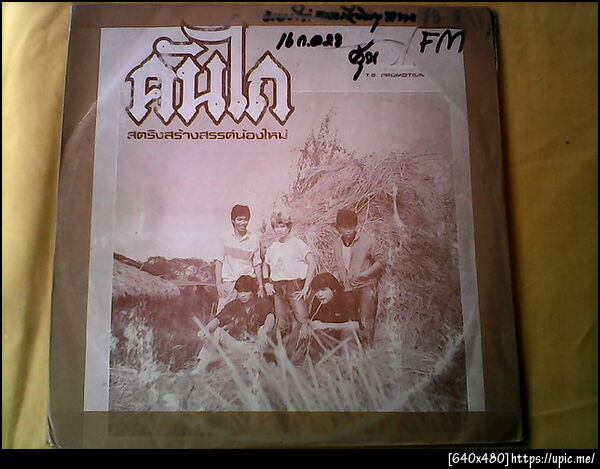 16 ก.ค. 29
FM
คันไถ
T.S. PROMOTION
สตริงสร้างสรรค์น้องใหม่
[640x480]https://upic.me/